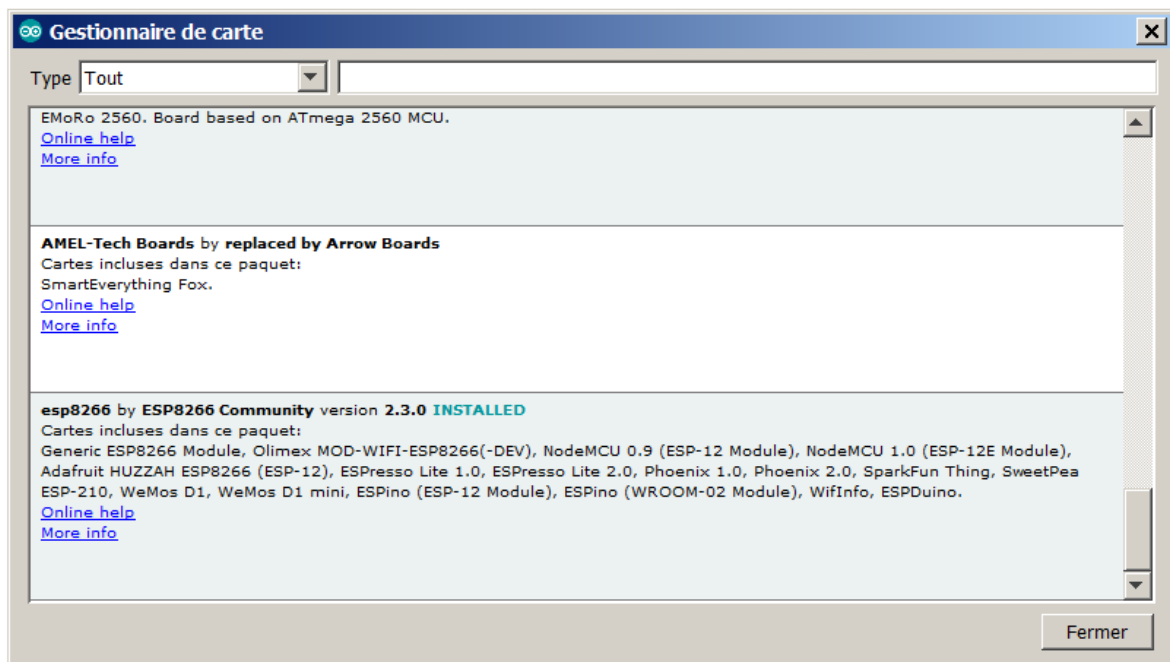 Gestionnaire de carte
Type Tout
EMoRo 2560. Board based on ATmega 2560 MCU.
Online help
More info
AMEL-Tech Boards by replaced by Arrow Boards
Cartes incluses dans ce paquet:
SmartEverything Fox.
Online help
More info
esp8266 by ESP8266 Community version 2.3.0 INSTALLED
Cartes incluses dans ce paquet:
Generic ESP8266 Module, Olimex MOD-WIFI-ESP8266(-DEV), NodeMCU 0.9 (ESP-12 Module), NodeMCU 1.0 (ESP-12E Module),
Adafruit HUZZAH ESP8266 (ESP-12), ESPresso Lite 1.0, ESPresso Lite 2.0, Phoenix 1.0, Phoenix 2.0, SparkFun Thing, SweetPea
ESP-210, WeMos D1, WeMos D1 mini, ESPino (ESP-12 Module), ESPino (WROOM-02 Module), WifInfo, ESPDuino.
Online help
More info
Fermer